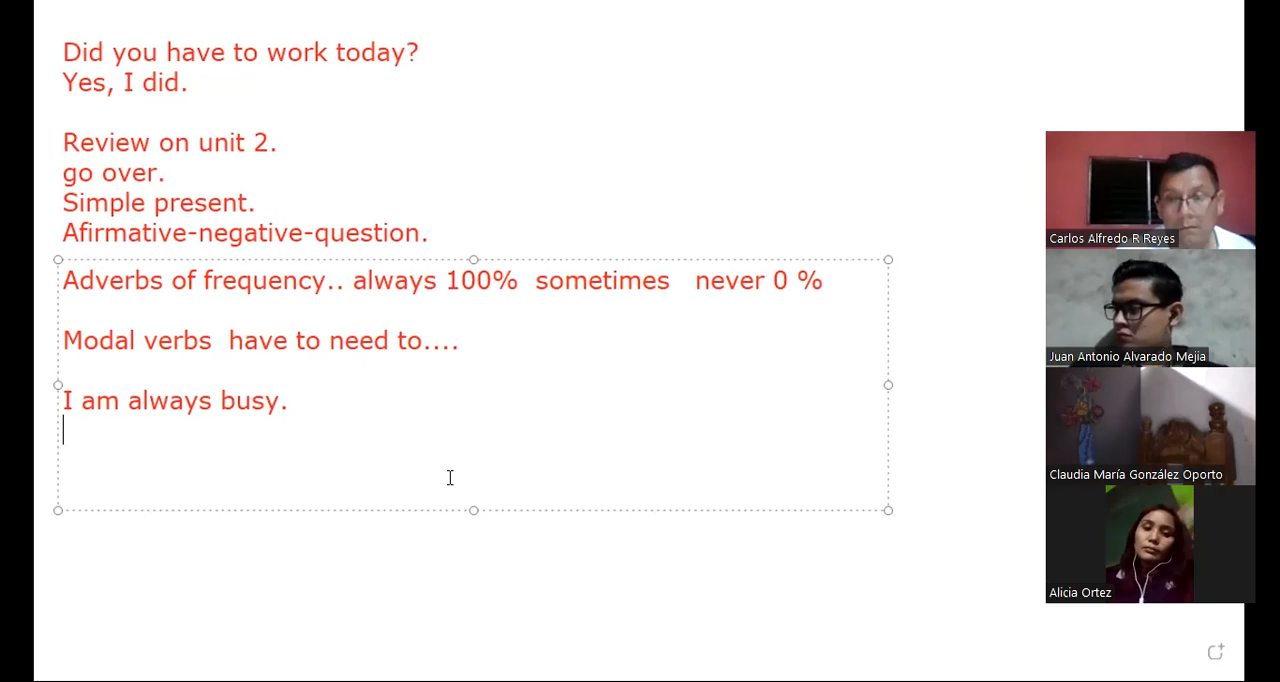 Did you have to work today?
Yes, I did.
Review on unit 2.
go over.
Simple present.
Afirmative-negative-question.
Adverbs of frequency.. always 100%  sometimes   never 0 %
Modal verbs  have to need to....
I am always busy.
Carlos Alfredo R Reyes
Juan Antonio Alvarado Mejia
Claudia María González Oporto
Alicia Ortez